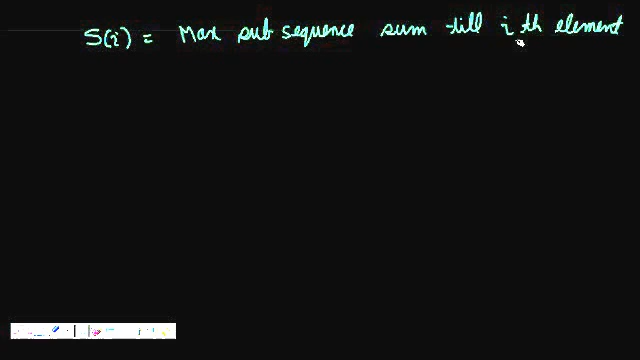 S(i) = Max sub sequence sum till i th element